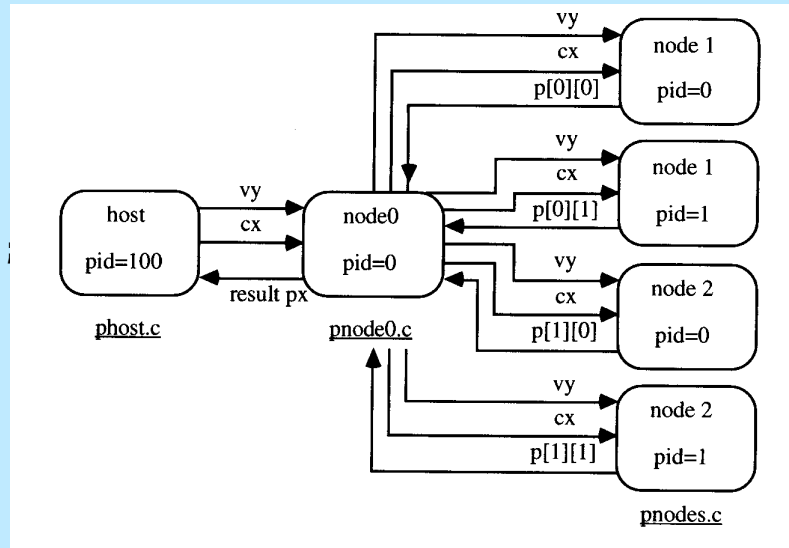 vy
cx
p[0][0]
node 1
pid=0
vy
cx
p[0][1]
node 1
pid=1
host
pid=100
vy
cx
result px
phost.c
node0
pid=0
pnode0.c
vy
cx
p[1][0]
node 2
pid=0
vy
cx
p[1][1]
node 2
pid=1
pnodes.c